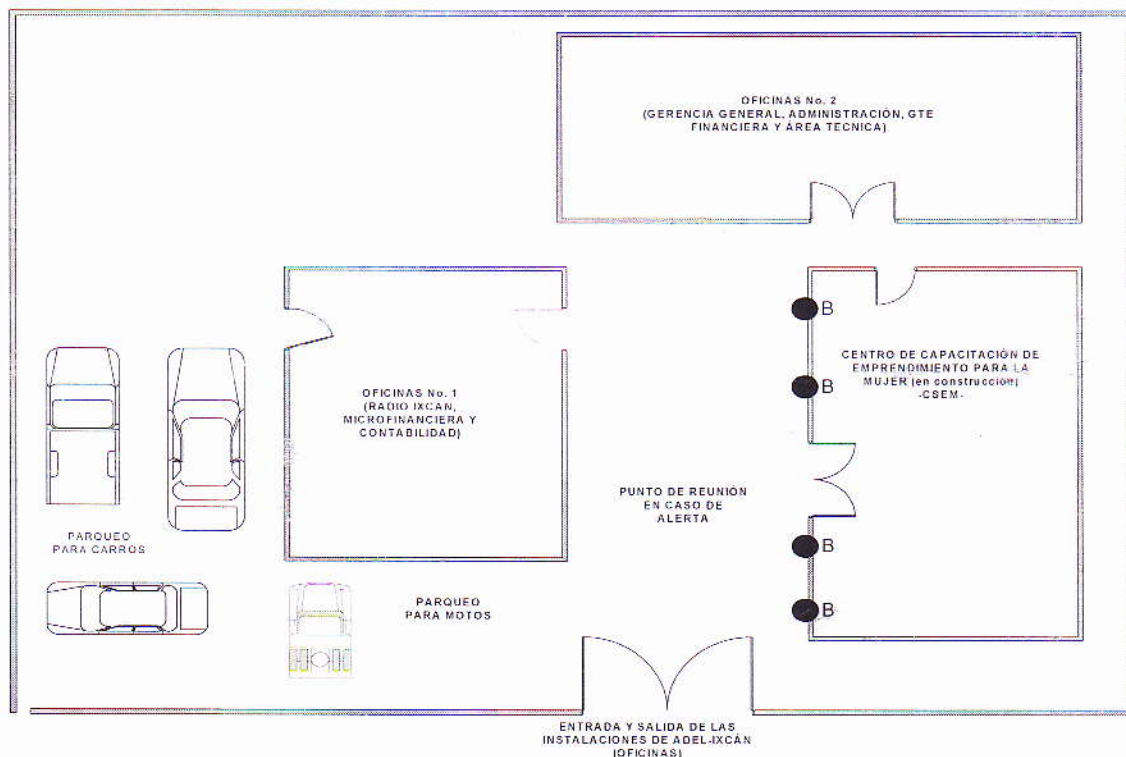 OFICINAS No. 2
(GERENCIA GENERAL, ADMINISTRACIÓN, GTE
FINANCIERA Y ÁREA TECNICA)
B
B
CENTRO DE CAPACITACIÓN DE
EMPRENDIMIENTO PARA LA
MUJER (en construcción)
-CSEM-
OFICINAS No. 1
(RADIO IXCAN,
MICROFINANCIERA Y
CONTABILIDAD)
PUNTO DE REUNIÓN
EN CASO DE
ALERTA
PARQUEO
PARA CARROS
B
B
PARQUEO
PARA MOTOS
ENTRADA Y SALIDA DE LAS
INSTALACIONES DE ADEL-IXCÁN
(OFICINAS)